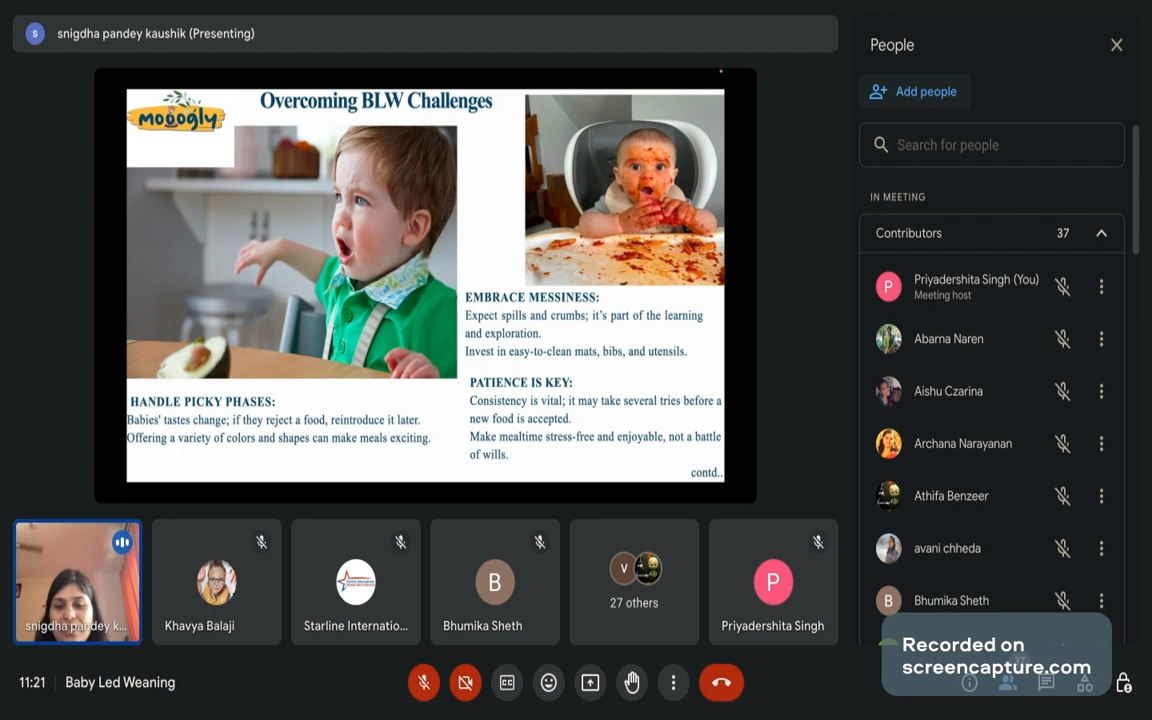 S
snigdha pandey kaushik (Presenting)
mogogly
Overcoming BLW Challenges
EMBRACE MESSINESS:
Expect spills and crumbs; it's part of the learning
and exploration.
Invest in easy-to-clean mats, bibs, and utensils.
PATIENCE IS KEY:
Consistency is vital; it may take several tries before a
new food is accepted.
Make mealtime stress-free and enjoyable, not a battle
of wills.
contd..
HANDLE PICKY PHASES:
Babies' tastes change; if they reject a food, reintroduce it later.
Offering a variety of colors and shapes can make meals exciting.
snigdha pandey k...
Khavya Balaji
Starline Internatio...
B
Bhumika Sheth
V
27 others
P
Priyadershita Singh
11:21
Baby Led Weaning
CC
People
Add people
Search for people
IN MEETING
Contributors
37
P
Priyadershita Singh (You)
Meeting host
Abarna Naren
Aishu Czarina
Archana Narayanan
Athifa Benzeer
avani chheda
B
Bhumika Sheth
Recorded on
screencapture.com